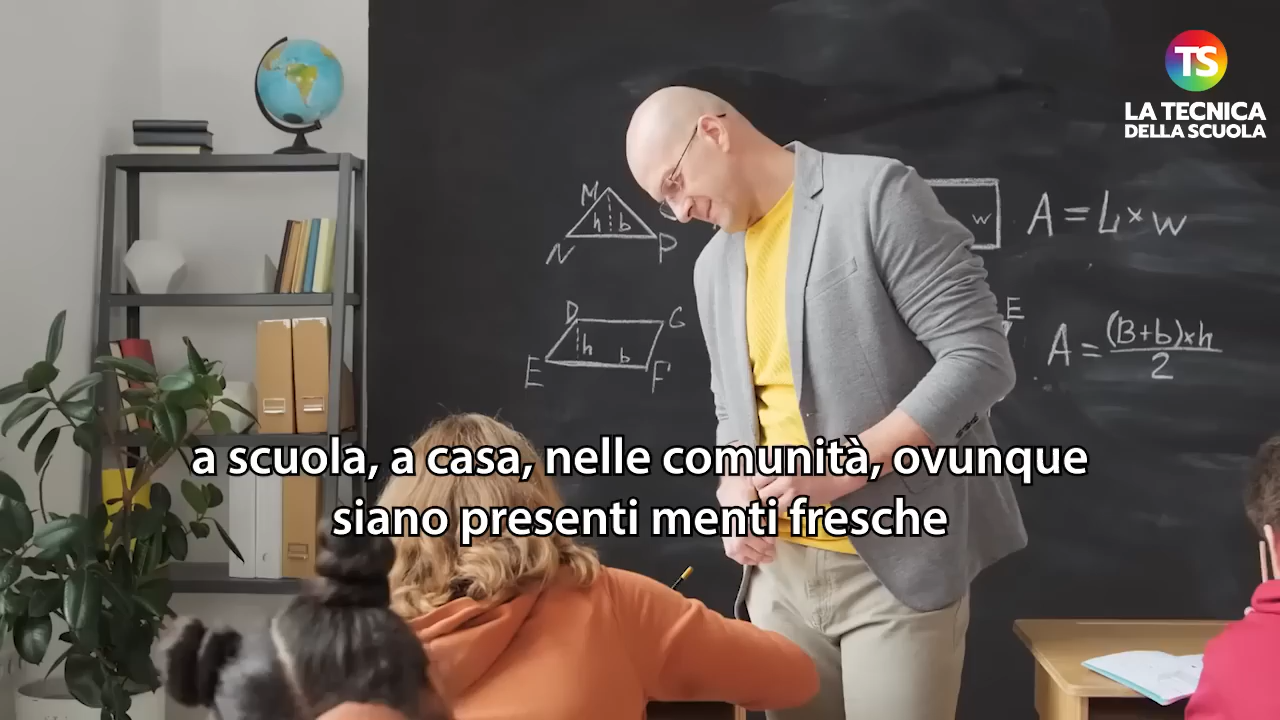 TS
LA TECNICA
DELLA SCUOLA
M
h b
N P
w
A = L × w
D G
h b
E F
E
A = (B+b)×h
2
a scuola, a casa, nelle comunità, ovunque
siano presenti menti fresche